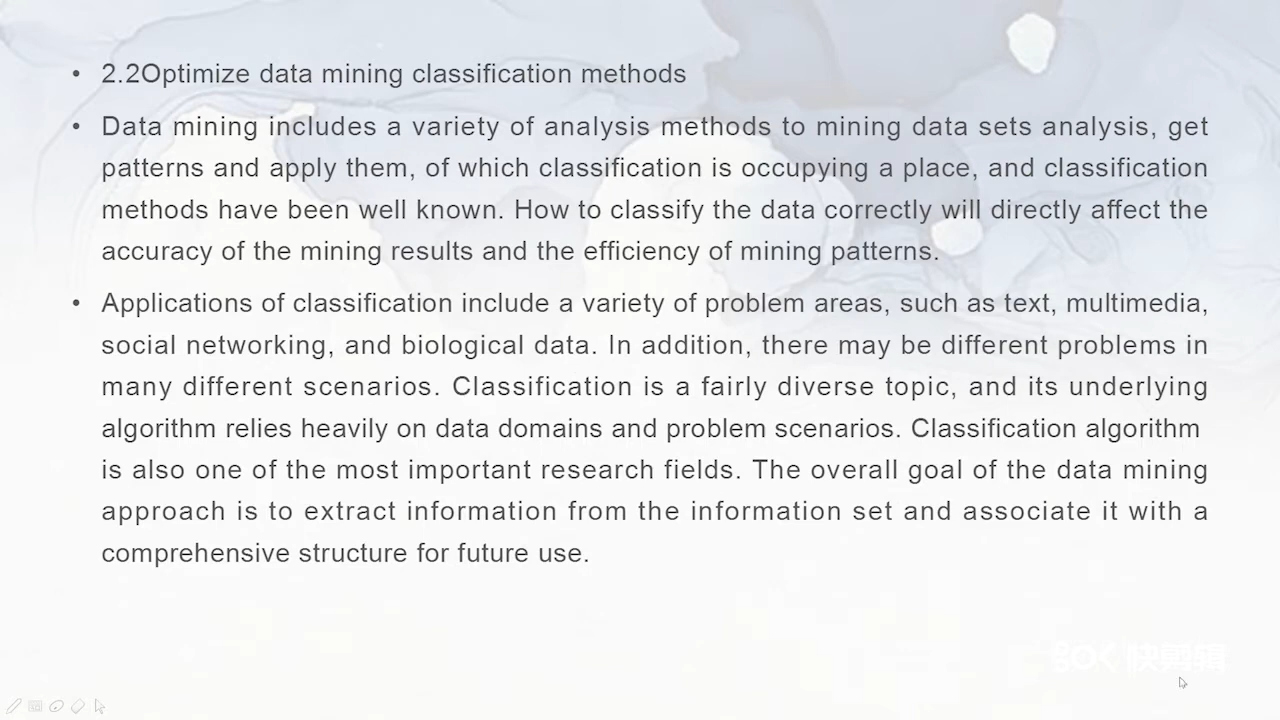 • 2.2Optimize data mining classification methods
• Data mining includes a variety of analysis methods to mining data sets analysis, get
patterns and apply them, of which classification is occupying a place, and classification
methods have been well known. How to classify the data correctly will directly affect the
accuracy of the mining results and the efficiency of mining patterns.
• Applications of classification include a variety of problem areas, such as text, multimedia,
social networking, and biological data. In addition, there may be different problems in
many different scenarios. Classification is a fairly diverse topic, and its underlying
algorithm relies heavily on data domains and problem scenarios. Classification algorithm
is also one of the most important research fields. The overall goal of the data mining
approach is to extract information from the information set and associate it with a
comprehensive structure for future use.
快剪辑